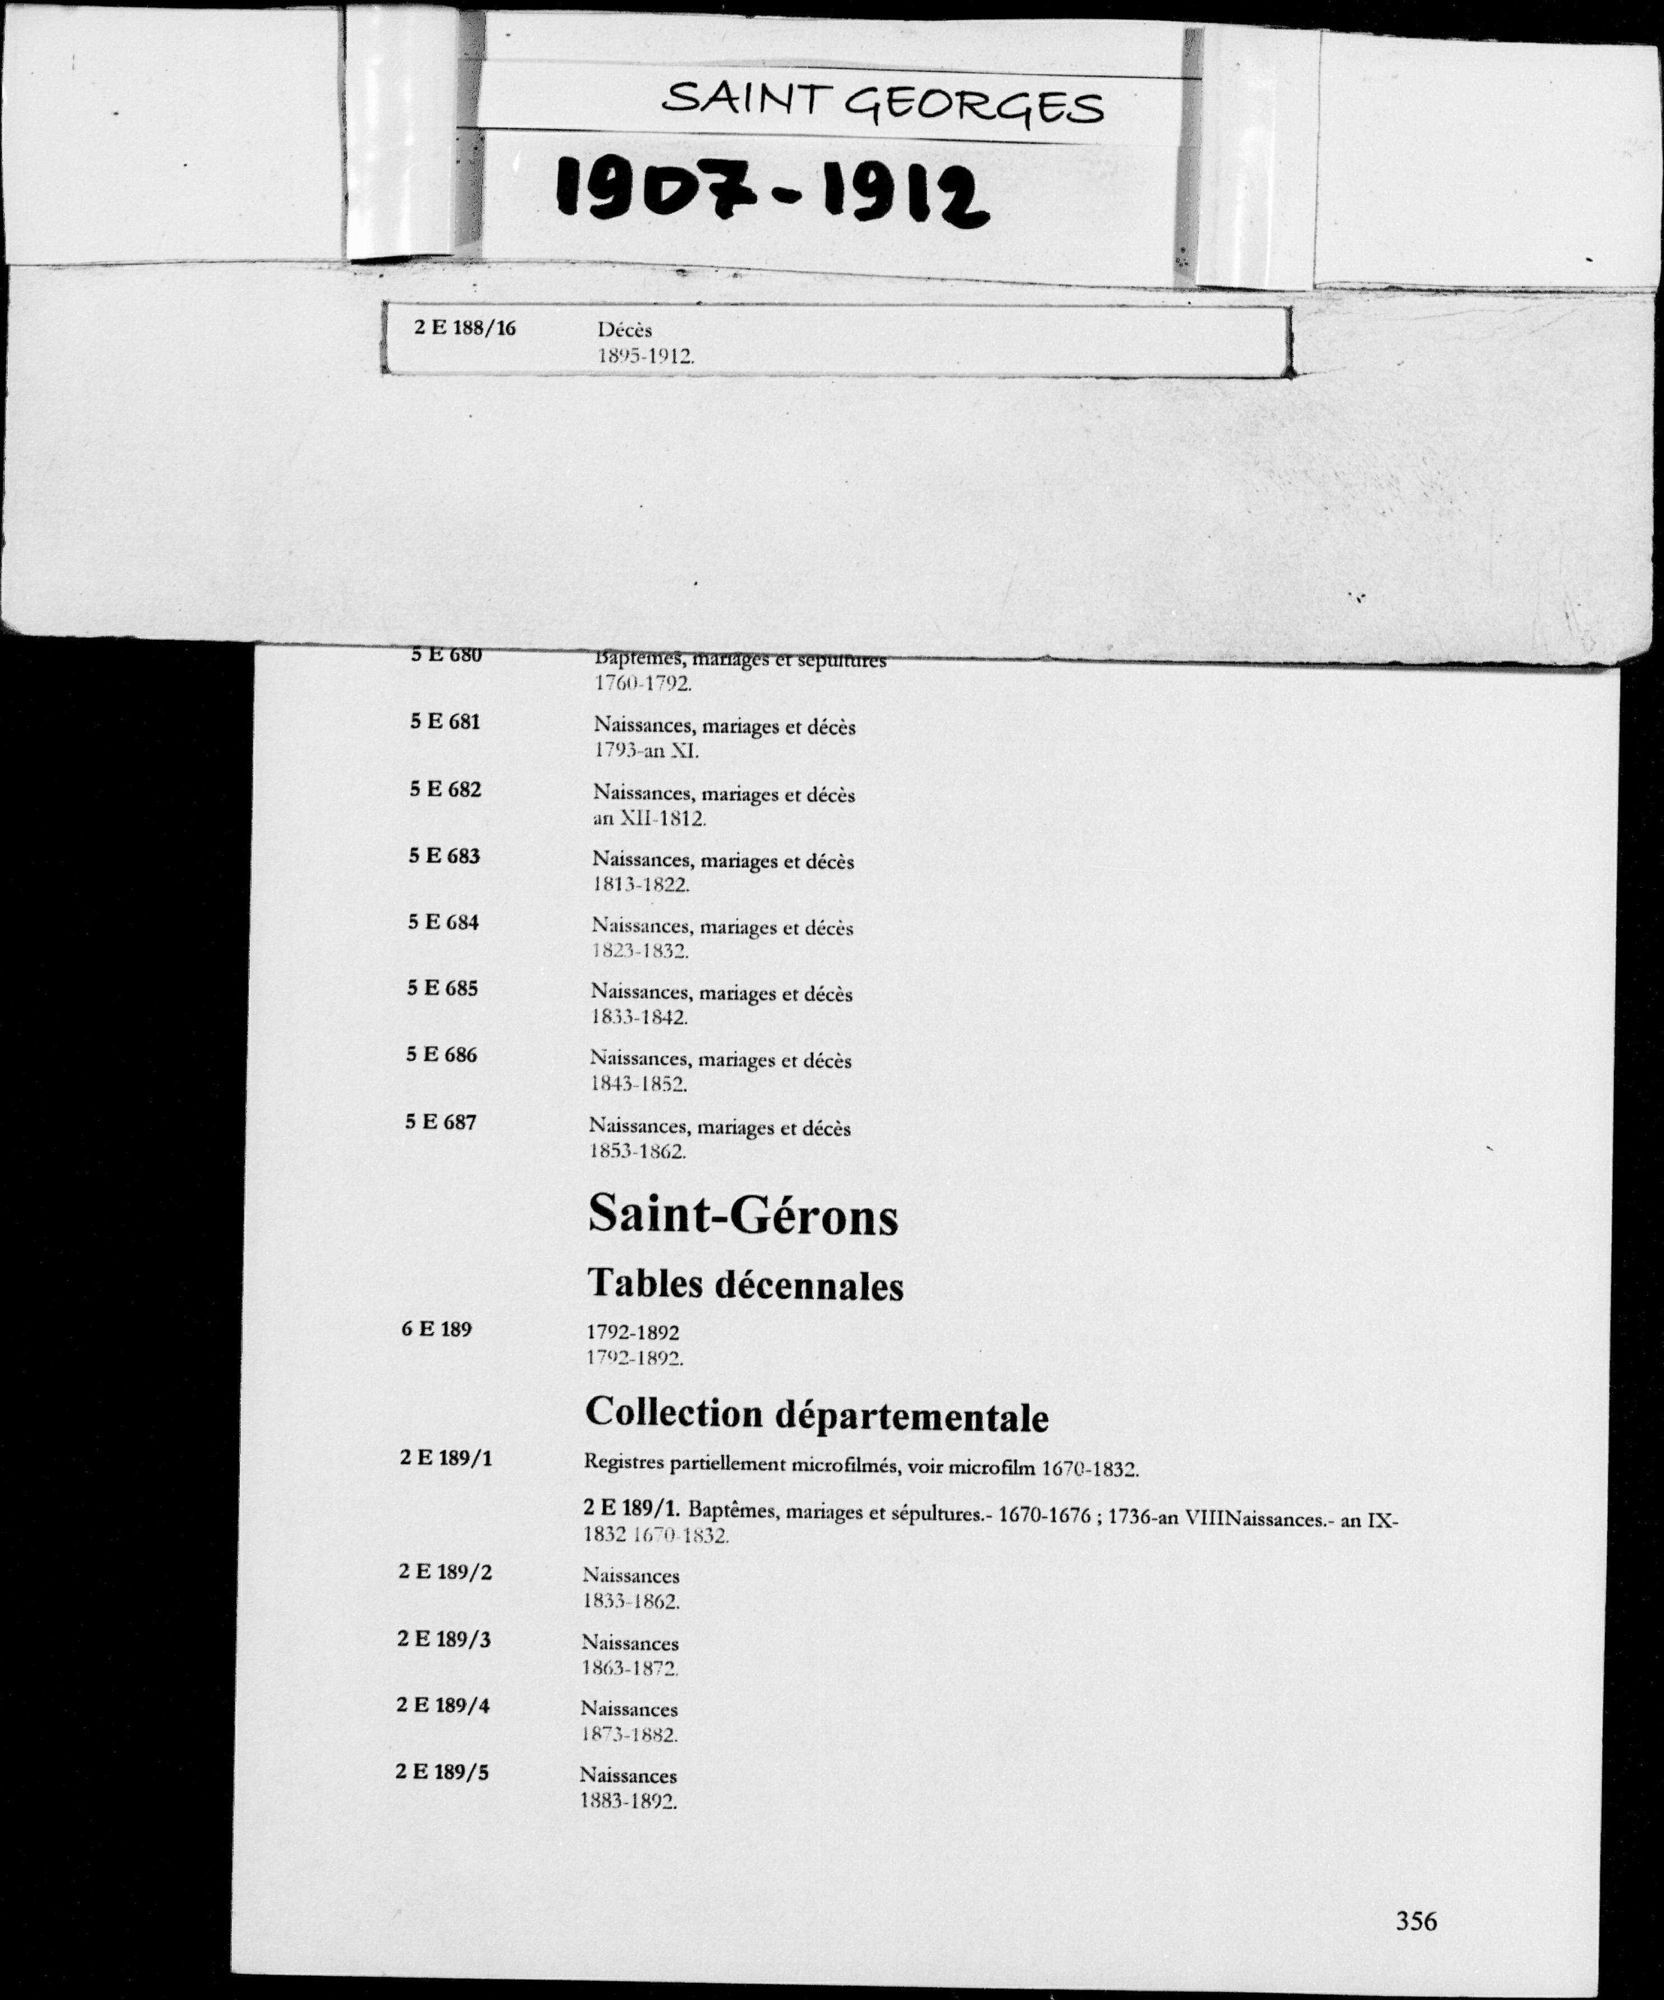 SAINT GEORGES
1907-1912
2 E 188/16 Décès
1895-1912.
5 E 680 Baptêmes, mariages et sépultures
1760-1792.
5 E 681 Naissances, mariages et décès
1793-an XI.
5 E 682 Naissances, mariages et décès
an XII-1812.
5 E 683 Naissances, mariages et décès
1813-1822.
5 E 684 Naissances, mariages et décès
1823-1832.
5 E 685 Naissances, mariages et décès
1833-1842.
5 E 686 Naissances, mariages et décès
1843-1852.
5 E 687 Naissances, mariages et décès
1853-1862.
Saint-Gérons
Tables décennales
6 E 189 1792-1892
1792-1892.
Collection départementale
2 E 189/1 Registres partiellement microfilmés, voir microfilm 1670-1832.
2 E 189/1. Baptêmes, mariages et sépultures.- 1670-1676 ; 1736-an VIIINaissances.- an IX-
1832 1670-1832.
2 E 189/2 Naissances
1833-1862.
2 E 189/3 Naissances
1863-1872.
2 E 189/4 Naissances
1873-1882.
2 E 189/5 Naissances
1883-1892.
356